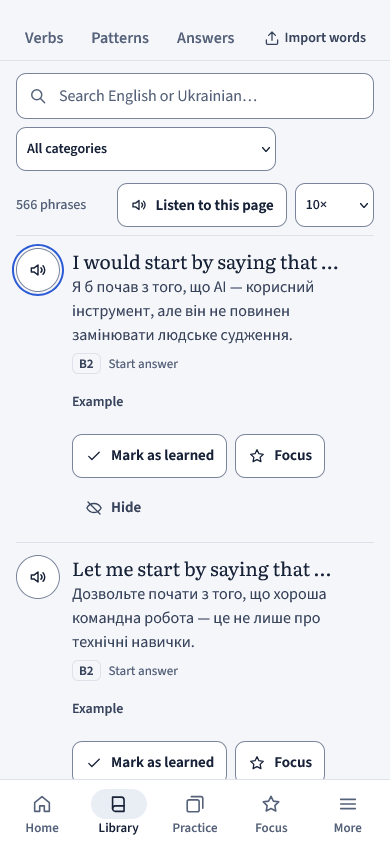 Verbs Patterns Answers Import words
Search English or Ukrainian…
All categories
566 phrases Listen to this page 10×
I would start by saying that …
Я б почав з того, що AI — корисний
інструмент, але він не повинен
замінювати людське судження.
B2 Start answer
Example
Mark as learned Focus
Hide
Let me start by saying that …
Дозвольте почати з того, що хороша
командна робота — це не лише про
технічні навички.
B2 Start answer
Example
Mark as learned Focus
Home Library Practice Focus More